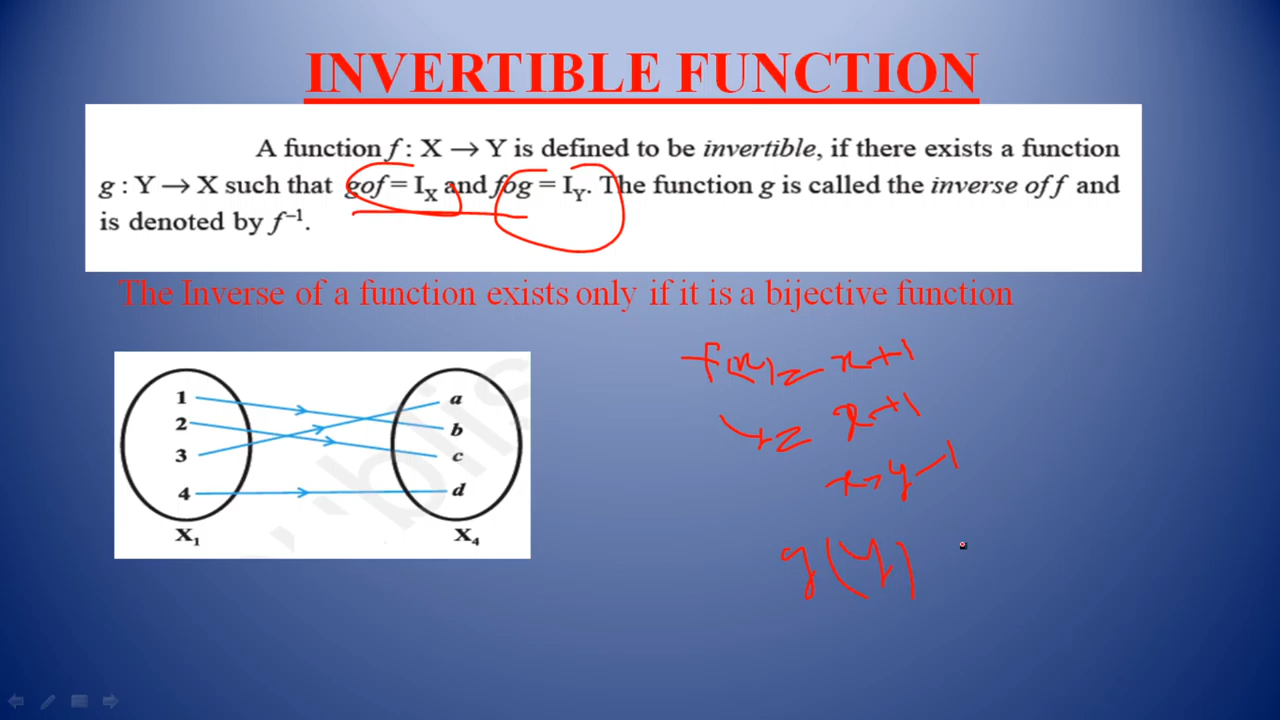 INVERTIBLE FUNCTION
A function f : X → Y is defined to be invertible, if there exists a function
g : Y → X such that gof = I_X and fog = I_Y. The function g is called the inverse of f and
is denoted by f⁻¹.
The Inverse of a function exists only if it is a bijective function
f(x) = x+1
y = x+1
x = y-1
g(y)
1
2
3
4
X₁
a
b
c
d
X₄